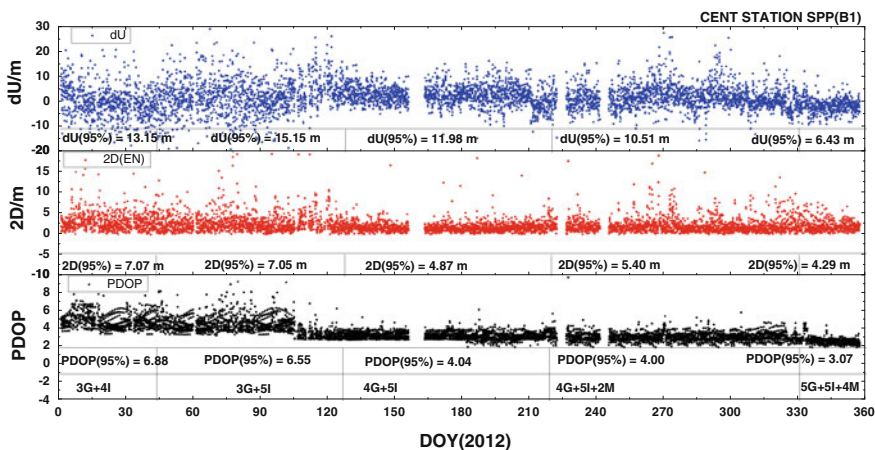 CENT STATION SPP(B1)
30
20
10
0
-10
-20
dU/m
dU
dU(95%) = 13.15 m
dU(95%) = 15.15 m
dU(95%) = 11.98 m
dU(95%) = 10.51 m
dU(95%) = 6.43 m
20
15
10
5
0
-5
-10
2D/m
2D(EN)
2D(95%) = 7.07 m
2D(95%) = 7.05 m
2D(95%) = 4.87 m
2D(95%) = 5.40 m
2D(95%) = 4.29 m
10
8
6
4
2
0
-2
-4
PDOP
PDOP
PDOP(95%) = 6.88
PDOP(95%) = 6.55
PDOP(95%) = 4.04
PDOP(95%) = 4.00
PDOP(95%) = 3.07
3G+4I
3G+5I
4G+5I
4G+5I+2M
5G+5I+4M
0 30 60 90 120 150 180 210 240 270 300 330 360
DOY(2012)